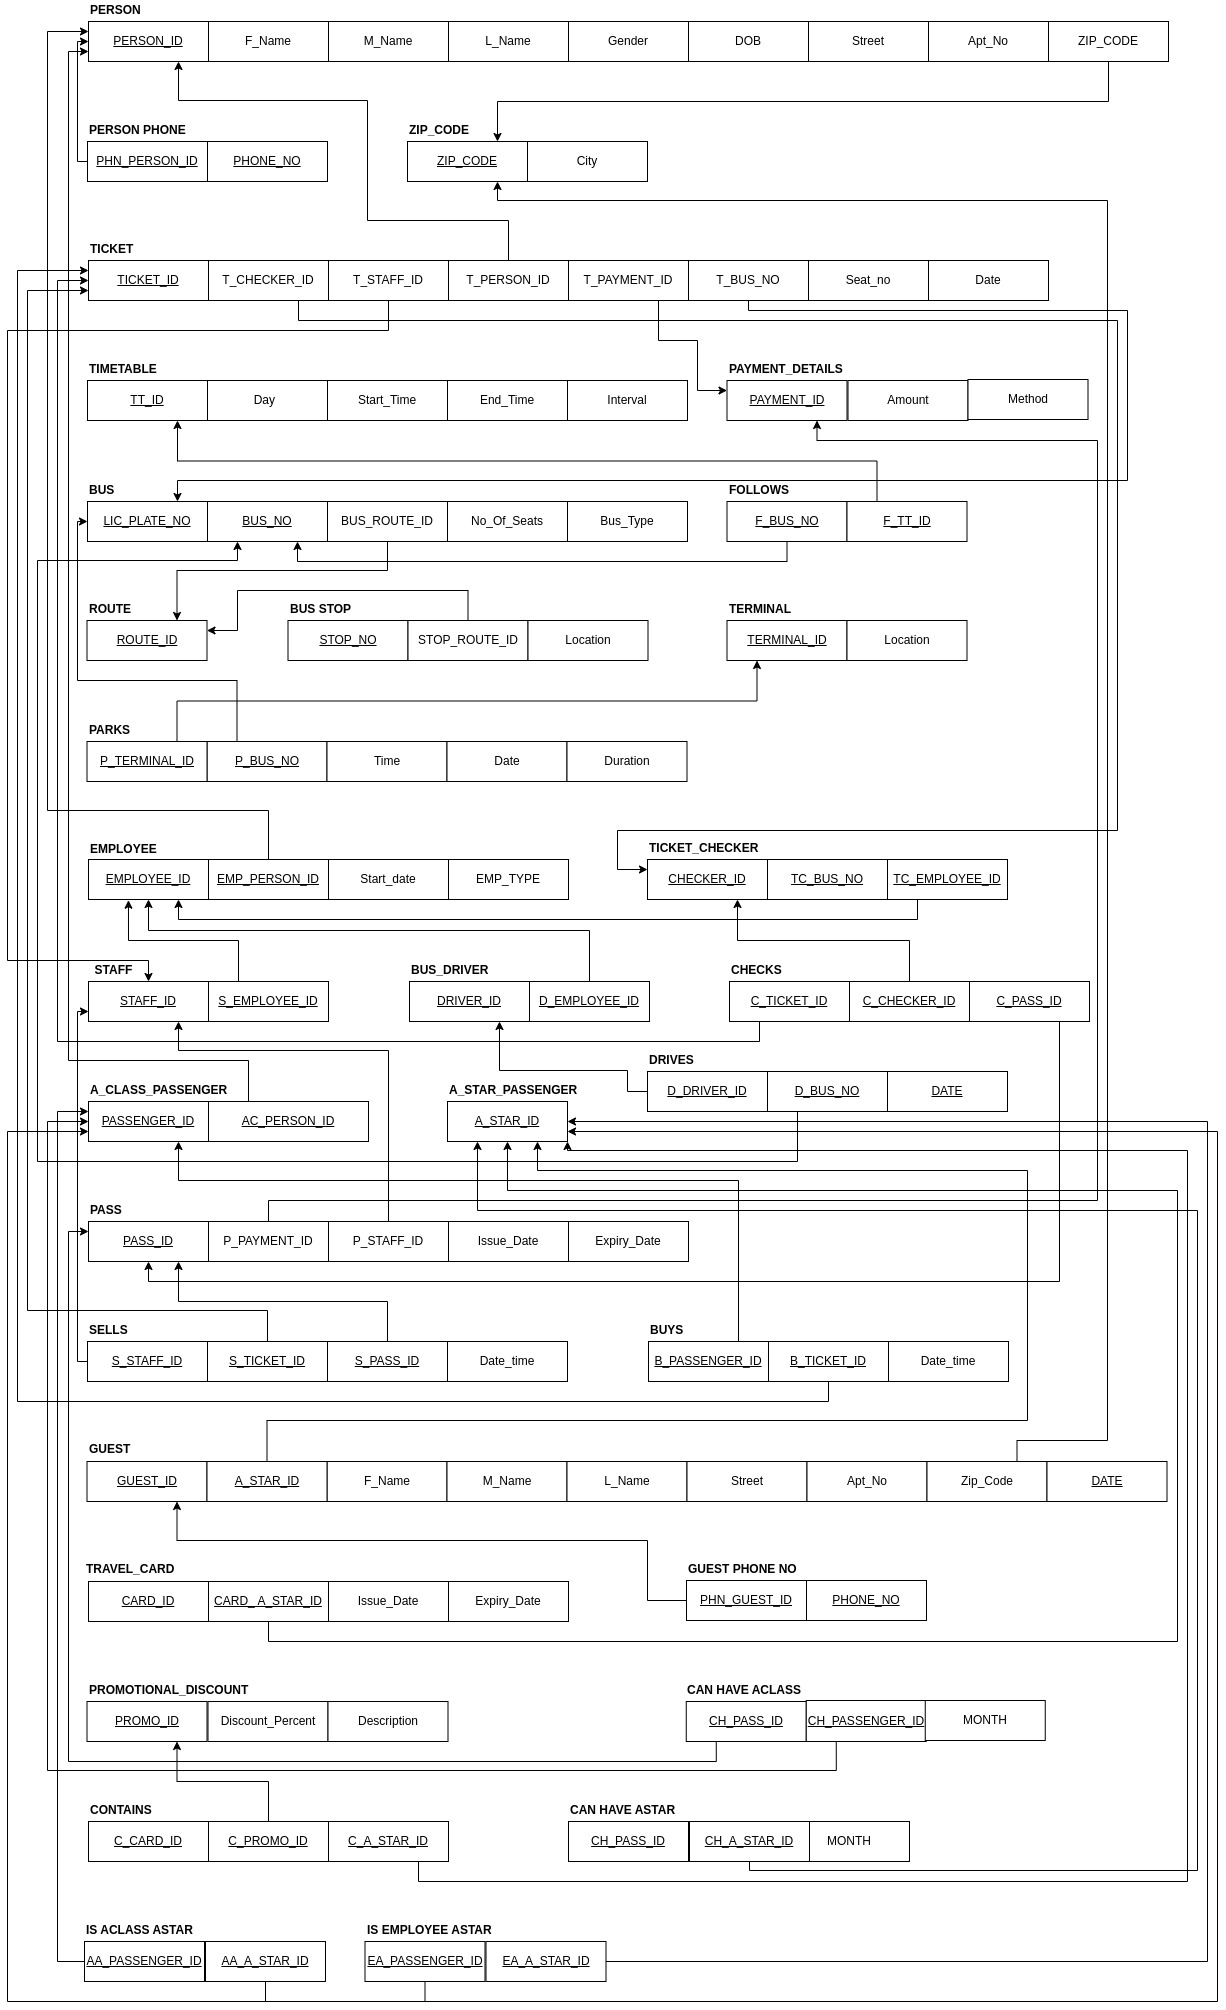 PERSON
PERSON_ID F_Name M_Name L_Name Gender DOB Street Apt_No ZIP_CODE
PERSON PHONE ZIP_CODE
PHN_PERSON_ID PHONE_NO ZIP_CODE City
TICKET
TICKET_ID T_CHECKER_ID T_STAFF_ID T_PERSON_ID T_PAYMENT_ID T_BUS_NO Seat_no Date
TIMETABLE PAYMENT_DETAILS
TT_ID Day Start_Time End_Time Interval PAYMENT_ID Amount Method
BUS FOLLOWS
LIC_PLATE_NO BUS_NO BUS_ROUTE_ID No_Of_Seats Bus_Type F_BUS_NO F_TT_ID
ROUTE BUS STOP TERMINAL
ROUTE_ID STOP_NO STOP_ROUTE_ID Location TERMINAL_ID Location
PARKS
P_TERMINAL_ID P_BUS_NO Time Date Duration
EMPLOYEE TICKET_CHECKER
EMPLOYEE_ID EMP_PERSON_ID Start_date EMP_TYPE CHECKER_ID TC_BUS_NO TC_EMPLOYEE_ID
STAFF BUS_DRIVER CHECKS
STAFF_ID S_EMPLOYEE_ID DRIVER_ID D_EMPLOYEE_ID C_TICKET_ID C_CHECKER_ID C_PASS_ID
DRIVES
D_DRIVER_ID D_BUS_NO DATE
A_CLASS_PASSENGER A_STAR_PASSENGER
PASSENGER_ID AC_PERSON_ID A_STAR_ID
PASS
PASS_ID P_PAYMENT_ID P_STAFF_ID Issue_Date Expiry_Date
SELLS BUYS
S_STAFF_ID S_TICKET_ID S_PASS_ID Date_time B_PASSENGER_ID B_TICKET_ID Date_time
GUEST
GUEST_ID A_STAR_ID F_Name M_Name L_Name Street Apt_No Zip_Code DATE
TRAVEL_CARD GUEST PHONE NO
CARD_ID CARD_ A_STAR_ID Issue_Date Expiry_Date PHN_GUEST_ID PHONE_NO
PROMOTIONAL_DISCOUNT CAN HAVE ACLASS
PROMO_ID Discount_Percent Description CH_PASS_ID CH_PASSENGER_ID MONTH
CONTAINS CAN HAVE ASTAR
C_CARD_ID C_PROMO_ID C_A_STAR_ID CH_PASS_ID CH_A_STAR_ID MONTH
IS ACLASS ASTAR IS EMPLOYEE ASTAR
AA_PASSENGER_ID AA_A_STAR_ID EA_PASSENGER_ID EA_A_STAR_ID